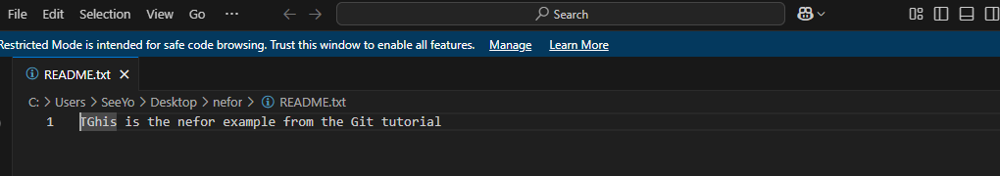 File Edit Selection View Go ··· Search
Restricted Mode is intended for safe code browsing. Trust this window to enable all features. Manage Learn More
README.txt
C: > Users > SeeYo > Desktop > nefor > README.txt
1 TGhis is the nefor example from the Git tutorial